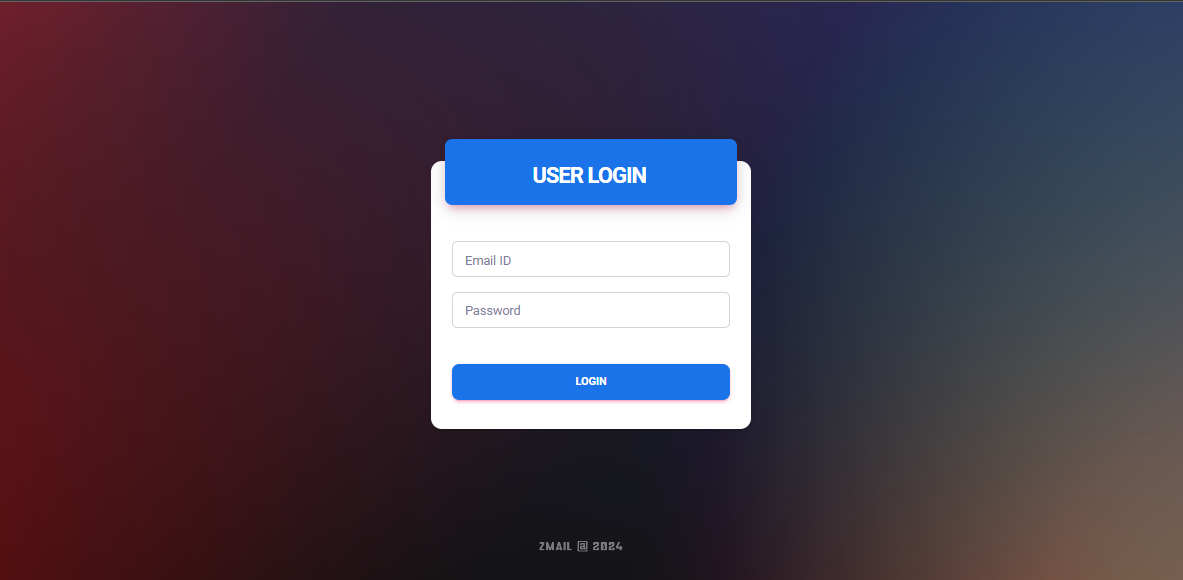 USER LOGIN
Email ID
Password
LOGIN
ZMAIL @ 2024